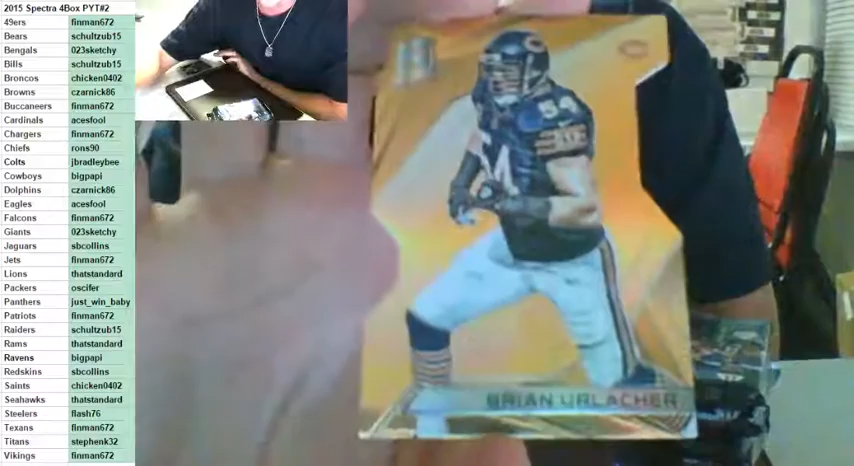 2015 Spectra 4Box PYT#2
49ers finman672
Bears schultzub15
Bengals 023sketchy
Bills schultzub15
Broncos chicken0402
Browns czarnick86
Buccaneers finman672
Cardinals acesfool
Chargers finman672
Chiefs rons90
Colts jbradleybee
Cowboys bigpapi
Dolphins czarnick86
Eagles acesfool
Falcons finman672
Giants 023sketchy
Jaguars sbcollins
Jets finman672
Lions thatstandard
Packers oscifer
Panthers just_win_baby
Patriots finman672
Raiders schultzub15
Rams thatstandard
Ravens bigpapi
Redskins sbcollins
Saints chicken0402
Seahawks thatstandard
Steelers flash76
Texans finman672
Titans stephenk32
Vikings finman672
54
54
BRIAN URLACHER